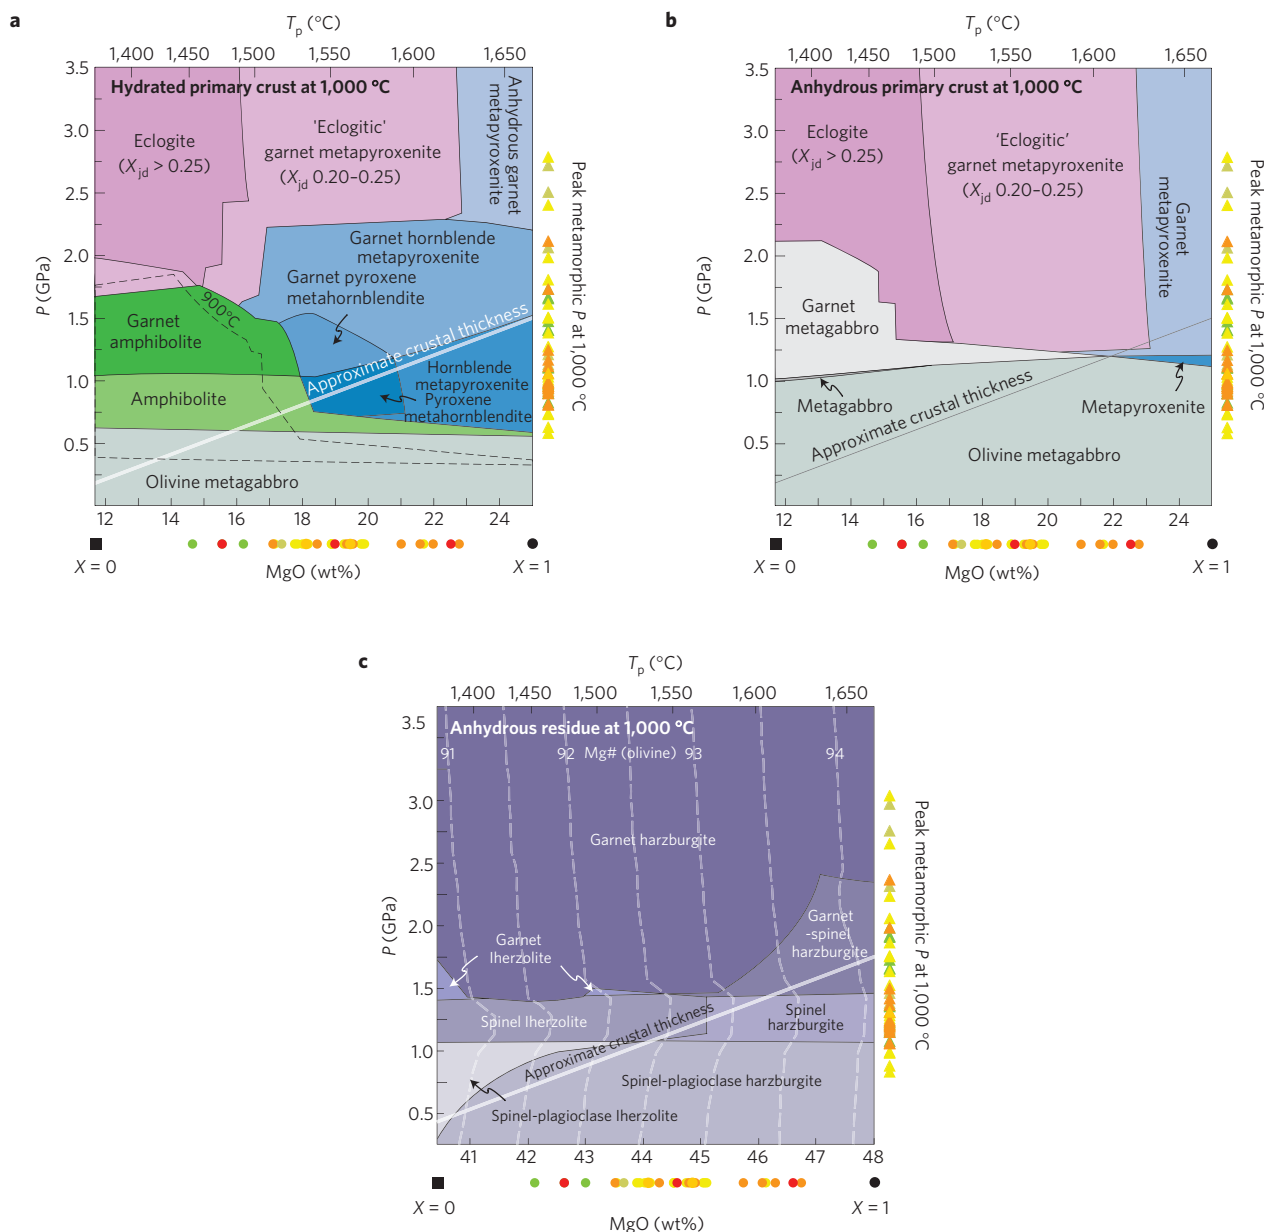 a
Tp (°C)
1,400 1,450 1,500 1,550 1,600 1,650
Hydrated primary crust at 1,000 °C
3.5
3.0
2.5
2.0
1.5
1.0
0.5
P (GPa)
Eclogite
(Xjd > 0.25)
'Eclogitic'
garnet metapyroxenite
(Xjd 0.20–0.25)
Anhydrous garnet
metapyroxenite
Garnet hornblende
metapyroxenite
Garnet pyroxene
metahornblendite
900°C
Garnet
amphibolite
Approximate crustal thickness
Hornblende
metapyroxenite
Pyroxene
metahornblendite
Amphibolite
Olivine metagabbro
Peak metamorphic P at 1,000 °C
12 14 16 18 20 22 24
X = 0
MgO (wt%)
X = 1
b
Tp (°C)
1,400 1,450 1,500 1,550 1,600 1,650
Anhydrous primary crust at 1,000 °C
3.5
3.0
2.5
2.0
1.5
1.0
0.5
P (GPa)
Eclogite
(Xjd > 0.25)
‘Eclogitic’
garnet metapyroxenite
(Xjd 0.20–0.25)
Garnet
metapyroxenite
Garnet
metagabbro
Metagabbro
Approximate crustal thickness
Metapyroxenite
Olivine metagabbro
Peak metamorphic P at 1,000 °C
12 14 16 18 20 22 24
X = 0
MgO (wt%)
X = 1
c
Tp (°C)
1,400 1,450 1,500 1,550 1,600 1,650
Anhydrous residue at 1,000 °C
91 92 Mg# (olivine) 93 94
3.5
3.0
2.5
2.0
1.5
1.0
0.5
P (GPa)
Garnet harzburgite
Garnet
-spinel
harzburgite
Garnet
lherzolite
Spinel lherzolite
Spinel
harzburgite
Approximate crustal thickness
Spinel-plagioclase harzburgite
Spinel-plagioclase lherzolite
Peak metamorphic P at 1,000 °C
41 42 43 44 45 46 47 48
X = 0
MgO (wt%)
X = 1